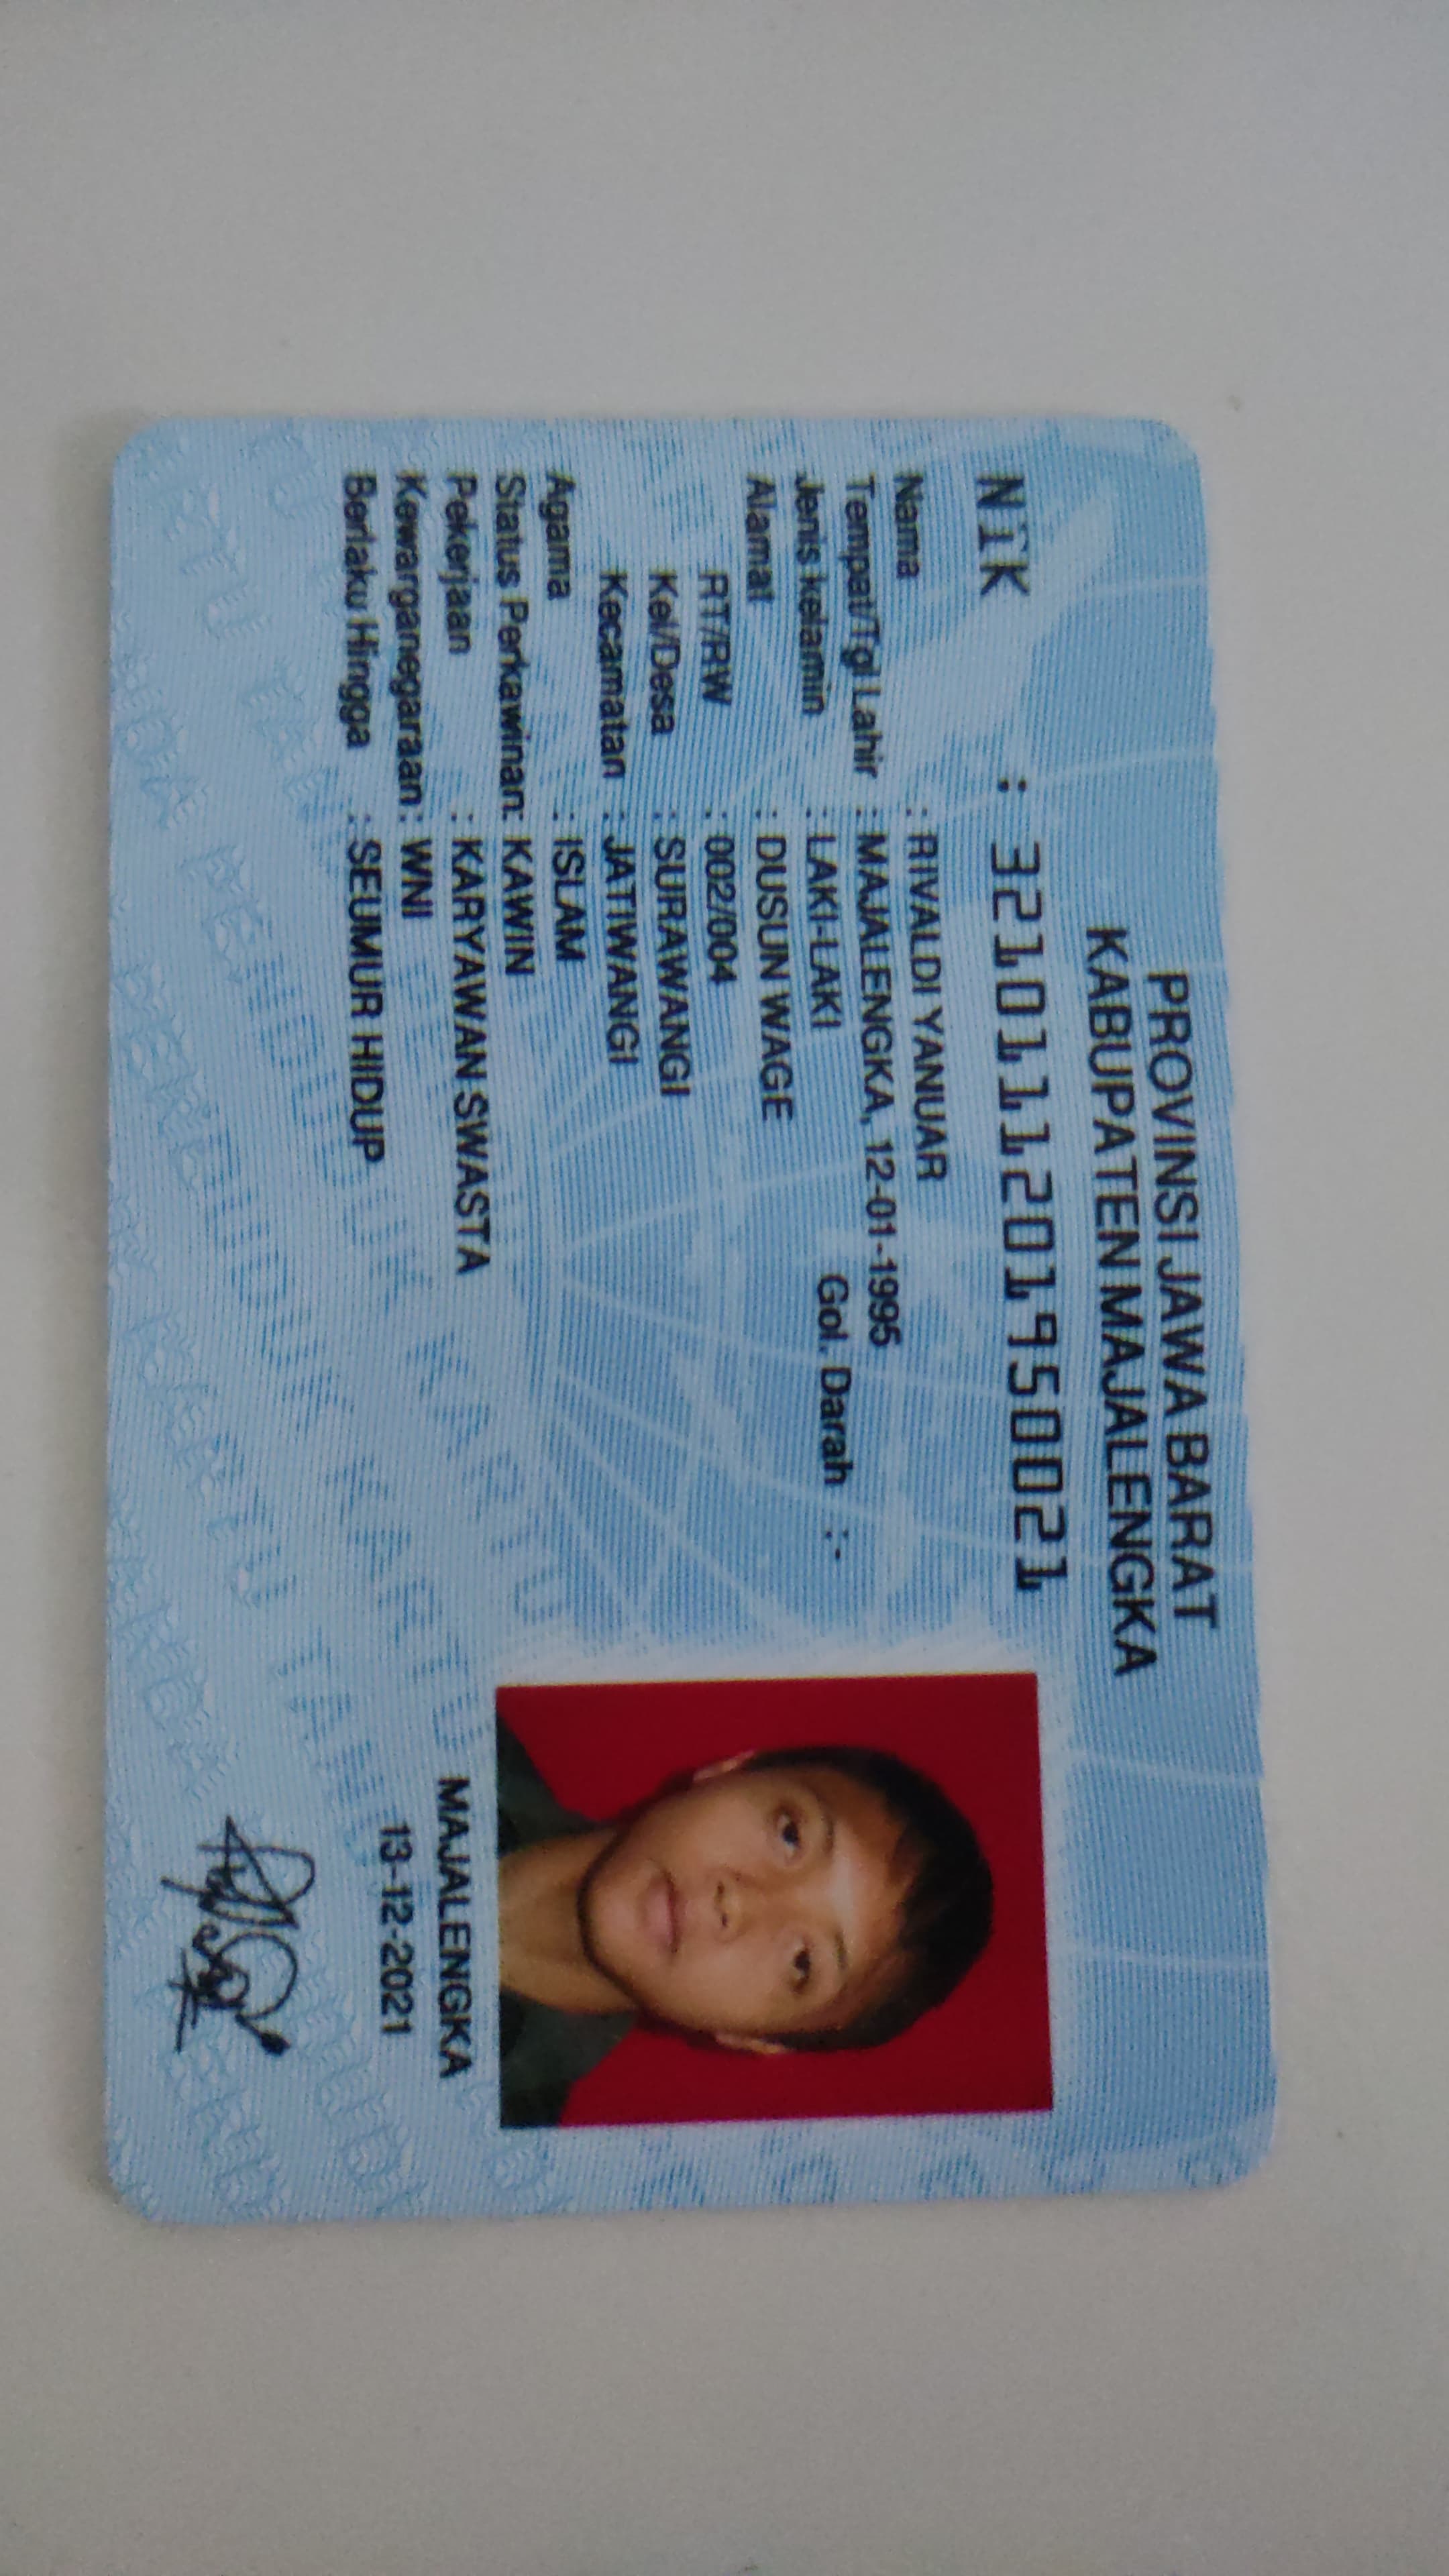 PROVINSI JAWA BARAT
KABUPATEN MAJALENGKA
NIK : 3210111201950021
Nama : RIVALDI YANUAR
Tempat/Tgl Lahir : MAJALENGKA, 12-01-1995
Jenis kelamin : LAKI-LAKI Gol. Darah :-
Alamat : DUSUN WAGE
RT/RW : 002/004
Kel/Desa : SURAWANGI
Kecamatan : JATIWANGI
Agama : ISLAM
Status Perkawinan: KAWIN
Pekerjaan : KARYAWAN SWASTA
Kewarganegaraan : WNI
Berlaku Hingga : SEUMUR HIDUP
MAJALENGKA
13-12-2021